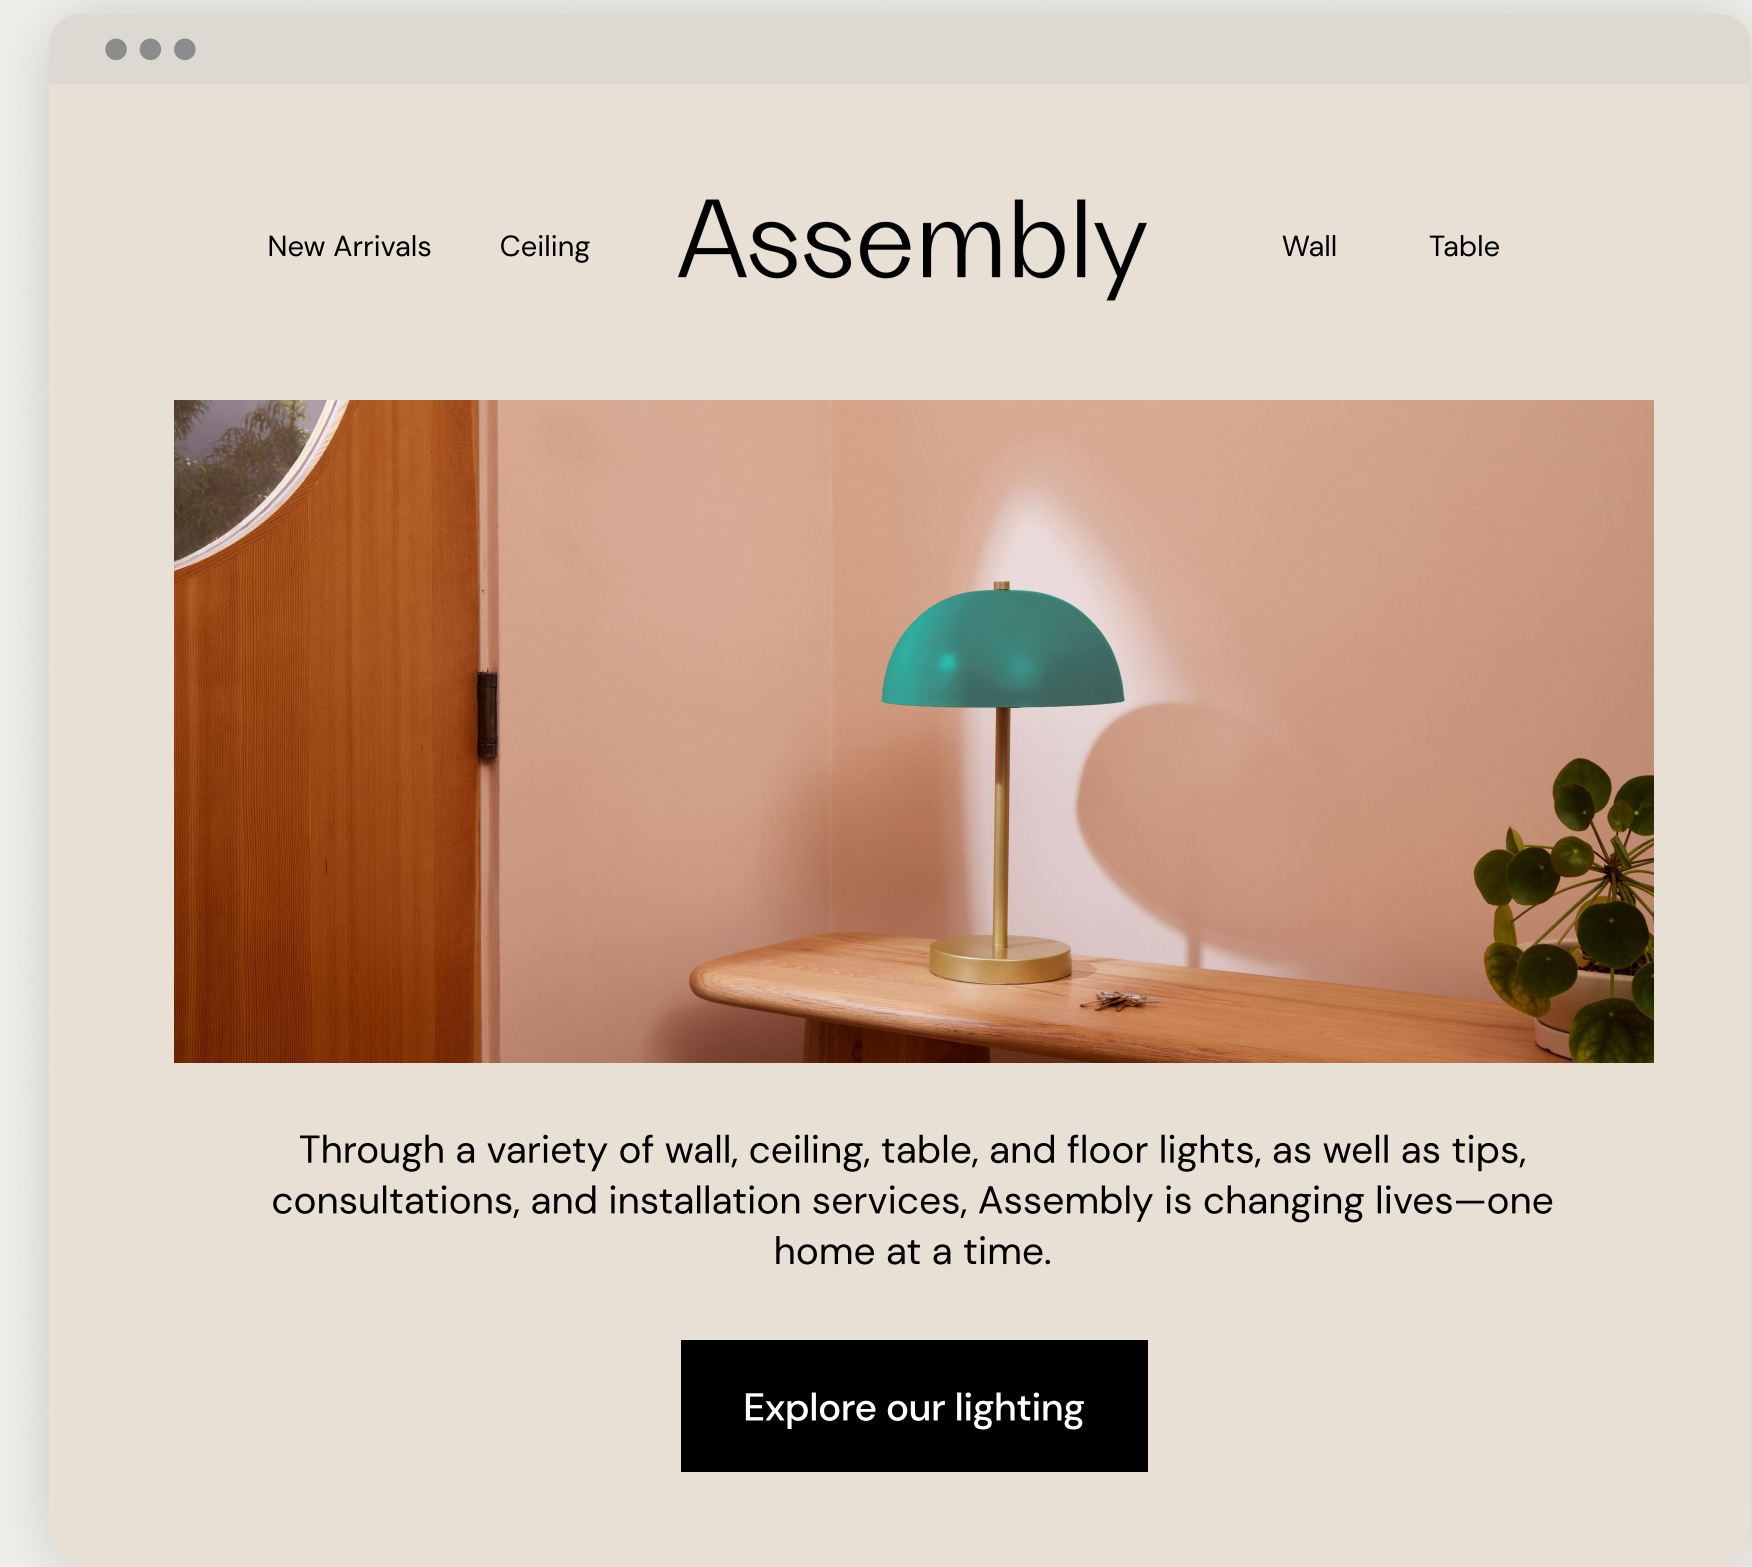 New Arrivals Ceiling Assembly Wall Table
Through a variety of wall, ceiling, table, and floor lights, as well as tips,
consultations, and installation services, Assembly is changing lives—one
home at a time.
Explore our lighting